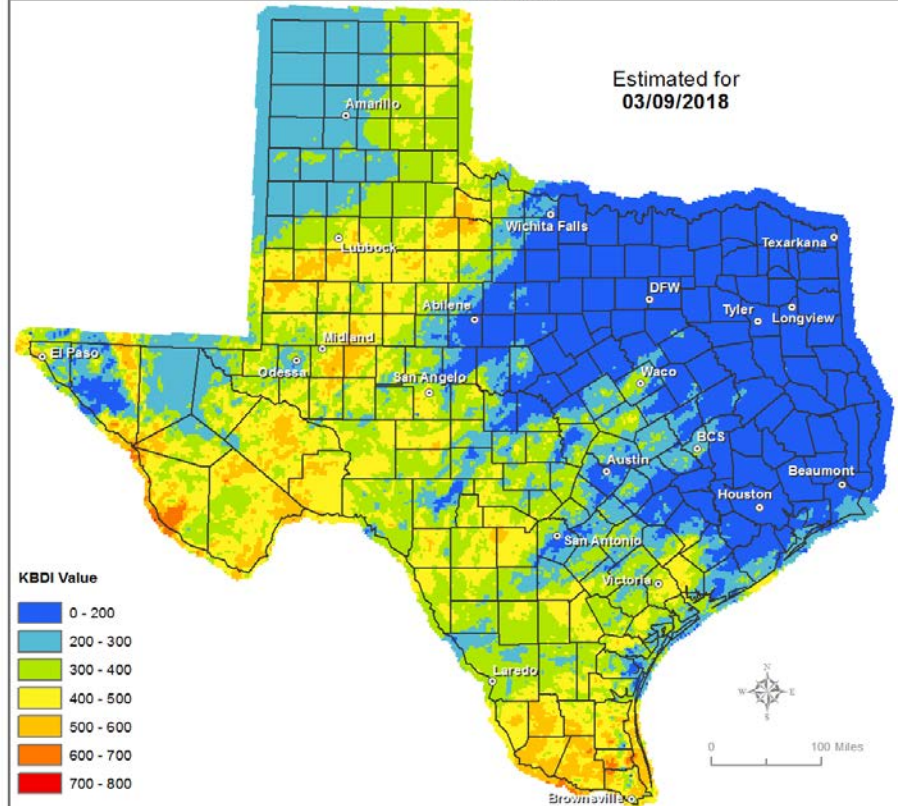 Estimated for
03/09/2018
Amarillo
Wichita Falls
Texarkana
Lubbock
DFW
Abilene
Tyler
Longview
Midland
El Paso
Odessa
San Angelo
Waco
BCS
Austin
Beaumont
Houston
San Antonio
Victoria
Laredo
Brownsville
KBDI Value
0 - 200
200 - 300
300 - 400
400 - 500
500 - 600
600 - 700
700 - 800
N
W
E
S
0
100 Miles